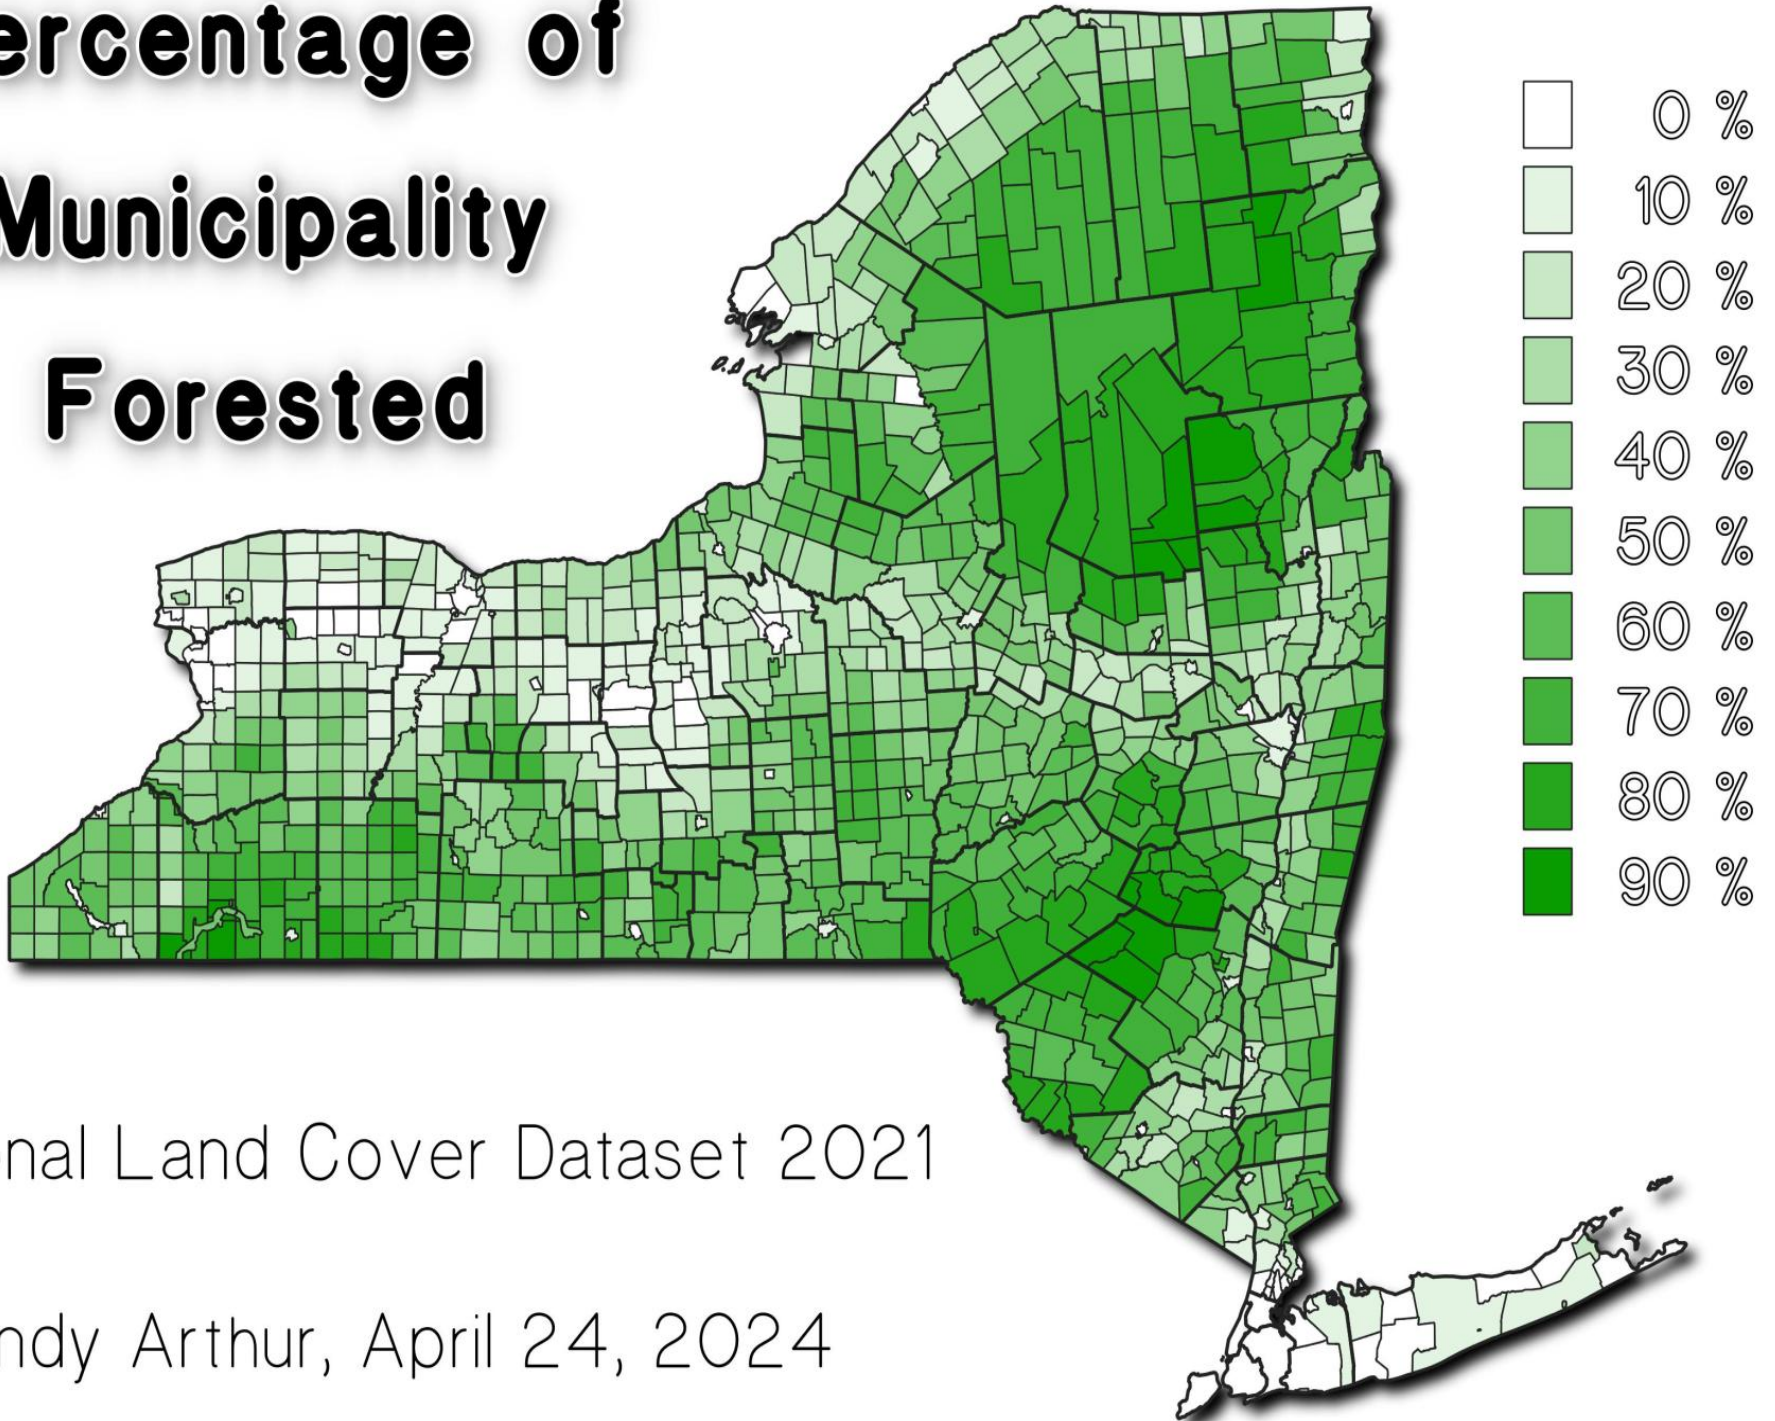 ercentage of
Municipality
Forested
0 %
10 %
20 %
30 %
40 %
50 %
60 %
70 %
80 %
90 %
onal Land Cover Dataset 2021
ndy Arthur, April 24, 2024